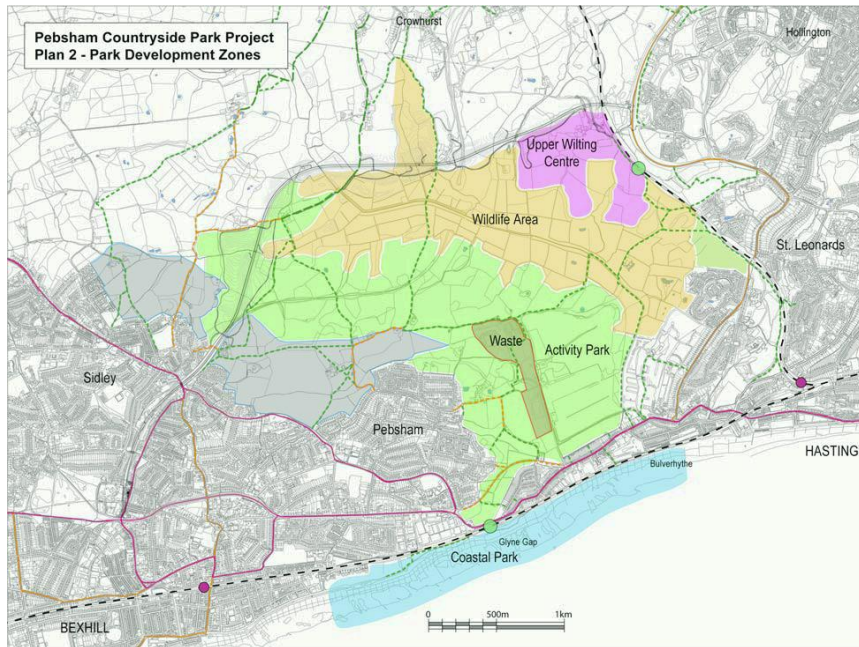 Pebsham Countryside Park Project
Plan 2 - Park Development Zones
Crowhurst
Hollington
Upper Wilting
Centre
Wildlife Area
St. Leonards
Waste
Activity Park
Sidley
Pebsham
HASTING
Bulverhythe
Glyne Gap
Coastal Park
0 500m 1km
BEXHILL